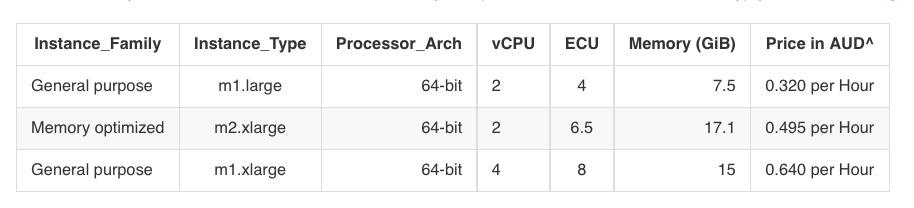 Instance_Family Instance_Type Processor_Arch vCPU ECU Memory (GiB) Price in AUD^
General purpose m1.large 64-bit 2 4 7.5 0.320 per Hour
Memory optimized m2.xlarge 64-bit 2 6.5 17.1 0.495 per Hour
General purpose m1.xlarge 64-bit 4 8 15 0.640 per Hour